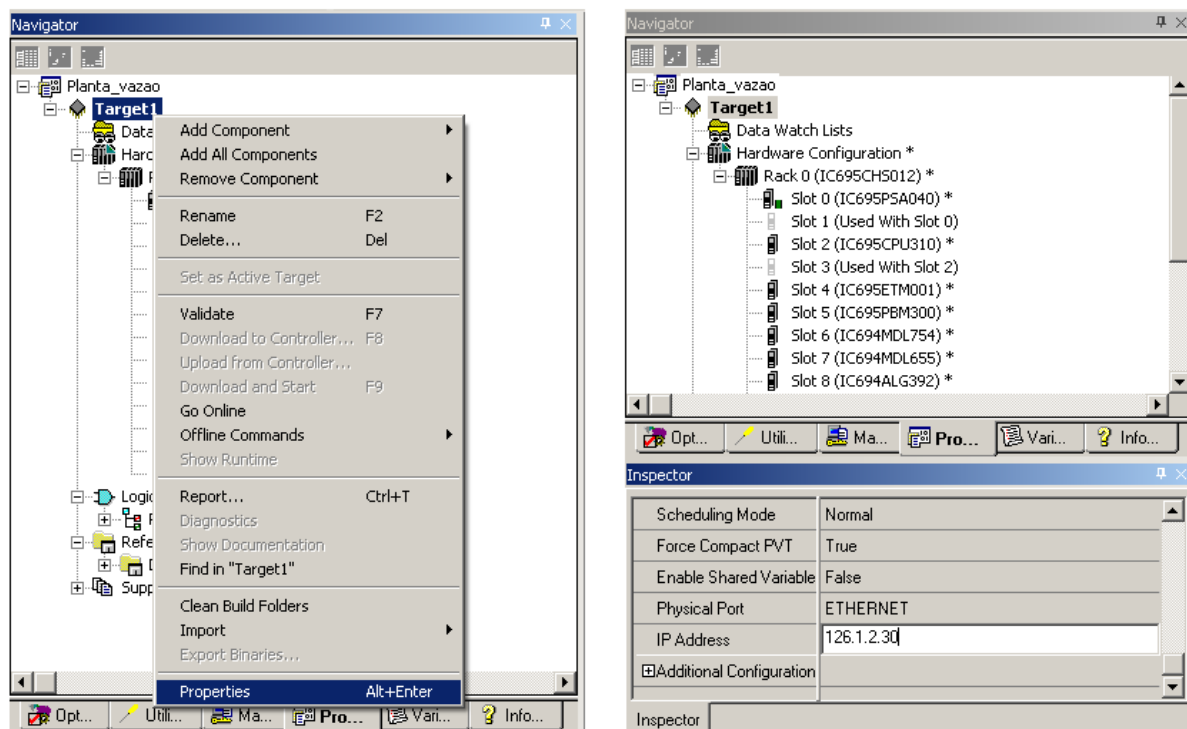 Navigator
Planta_vazao
Target1
Data
Hard
Add Component
Add All Components
Remove Component
Rename F2
Delete... Del
Set as Active Target
Validate F7
Download to Controller... F8
Upload from Controller...
Download and Start F9
Go Online
Offline Commands
Show Runtime
Report... Ctrl+T
Diagnostics
Show Documentation
Find in "Target1"
Clean Build Folders
Import
Export Binaries...
Properties Alt+Enter
Logic
Refe
Supp
Opt... Utili... Ma... Pro... Vari... Info...
Navigator
Planta_vazao
Target1
Data Watch Lists
Hardware Configuration *
Rack 0 (IC695CHS012) *
Slot 0 (IC695PSA040) *
Slot 1 (Used With Slot 0)
Slot 2 (IC695CPU310) *
Slot 3 (Used With Slot 2)
Slot 4 (IC695ETM001) *
Slot 5 (IC695PBM300) *
Slot 6 (IC694MDL754) *
Slot 7 (IC694MDL655) *
Slot 8 (IC694ALG392) *
Opt... Utili... Ma... Pro... Vari... Info...
Inspector
Scheduling Mode Normal
Force Compact PVT True
Enable Shared Variable False
Physical Port ETHERNET
IP Address 126.1.2.30
Additional Configuration
Inspector